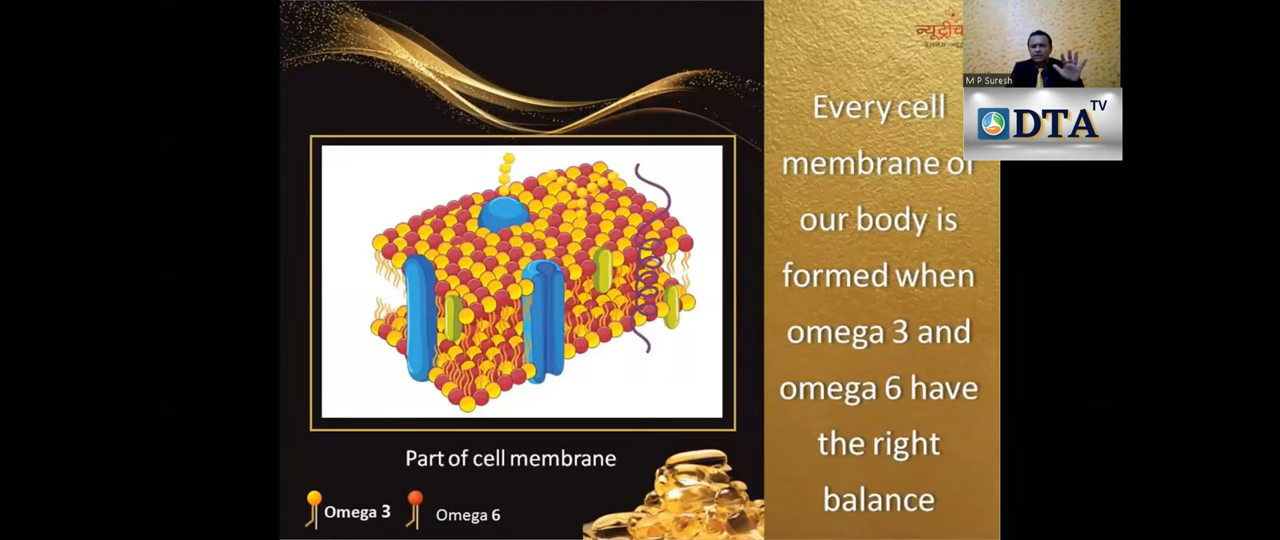 Every cell
membrane of
our body is
formed when
omega 3 and
omega 6 have
the right
balance
M P Suresh
DTA TV
Part of cell membrane
Omega 3
Omega 6